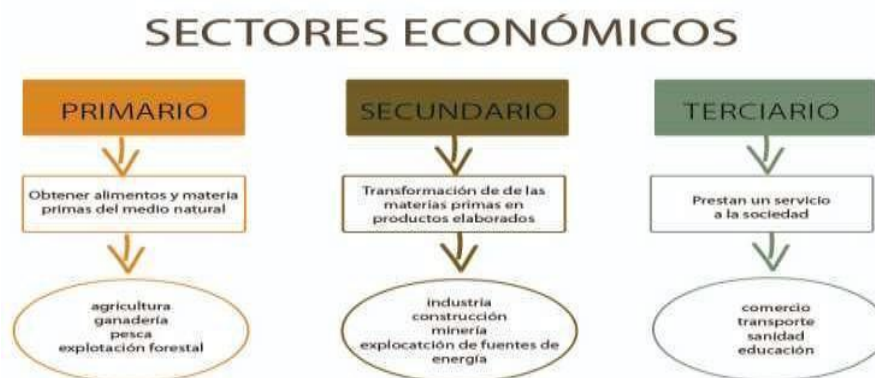 SECTORES ECONÓMICOS
PRIMARIO
Obtener alimentos y materia
primas del medio natural
agricultura
ganadería
pesca
explotación forestal
SECUNDARIO
Transformación de de las
materias primas en
productos elaborados
industria
construcción
minería
explocatción de fuentes de
energía
TERCIARIO
Prestan un servicio
a la sociedad
comercio
transporte
sanidad
educación